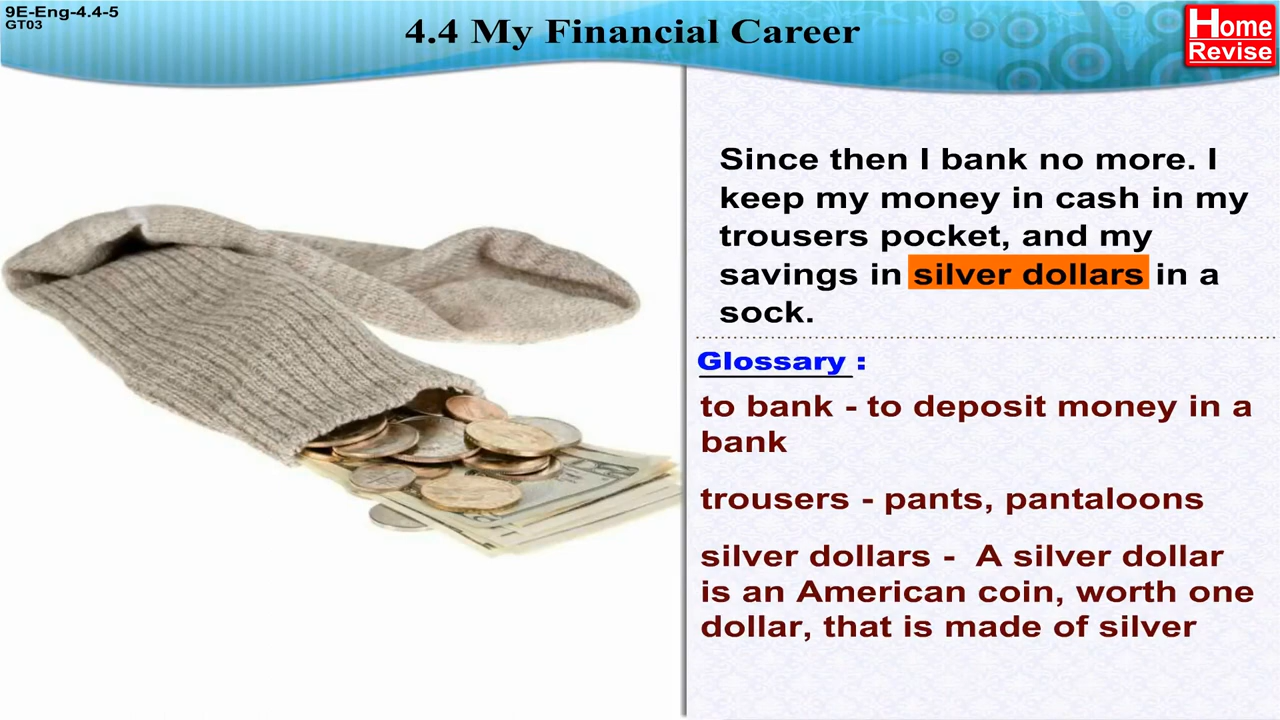 9E-Eng-4.4-5
GT03
4.4 My Financial Career
Home
Revise
Since then I bank no more. I
keep my money in cash in my
trousers pocket, and my
savings in silver dollars in a
sock.
Glossary :
to bank - to deposit money in a
bank
trousers - pants, pantaloons
silver dollars -  A silver dollar
is an American coin, worth one
dollar, that is made of silver